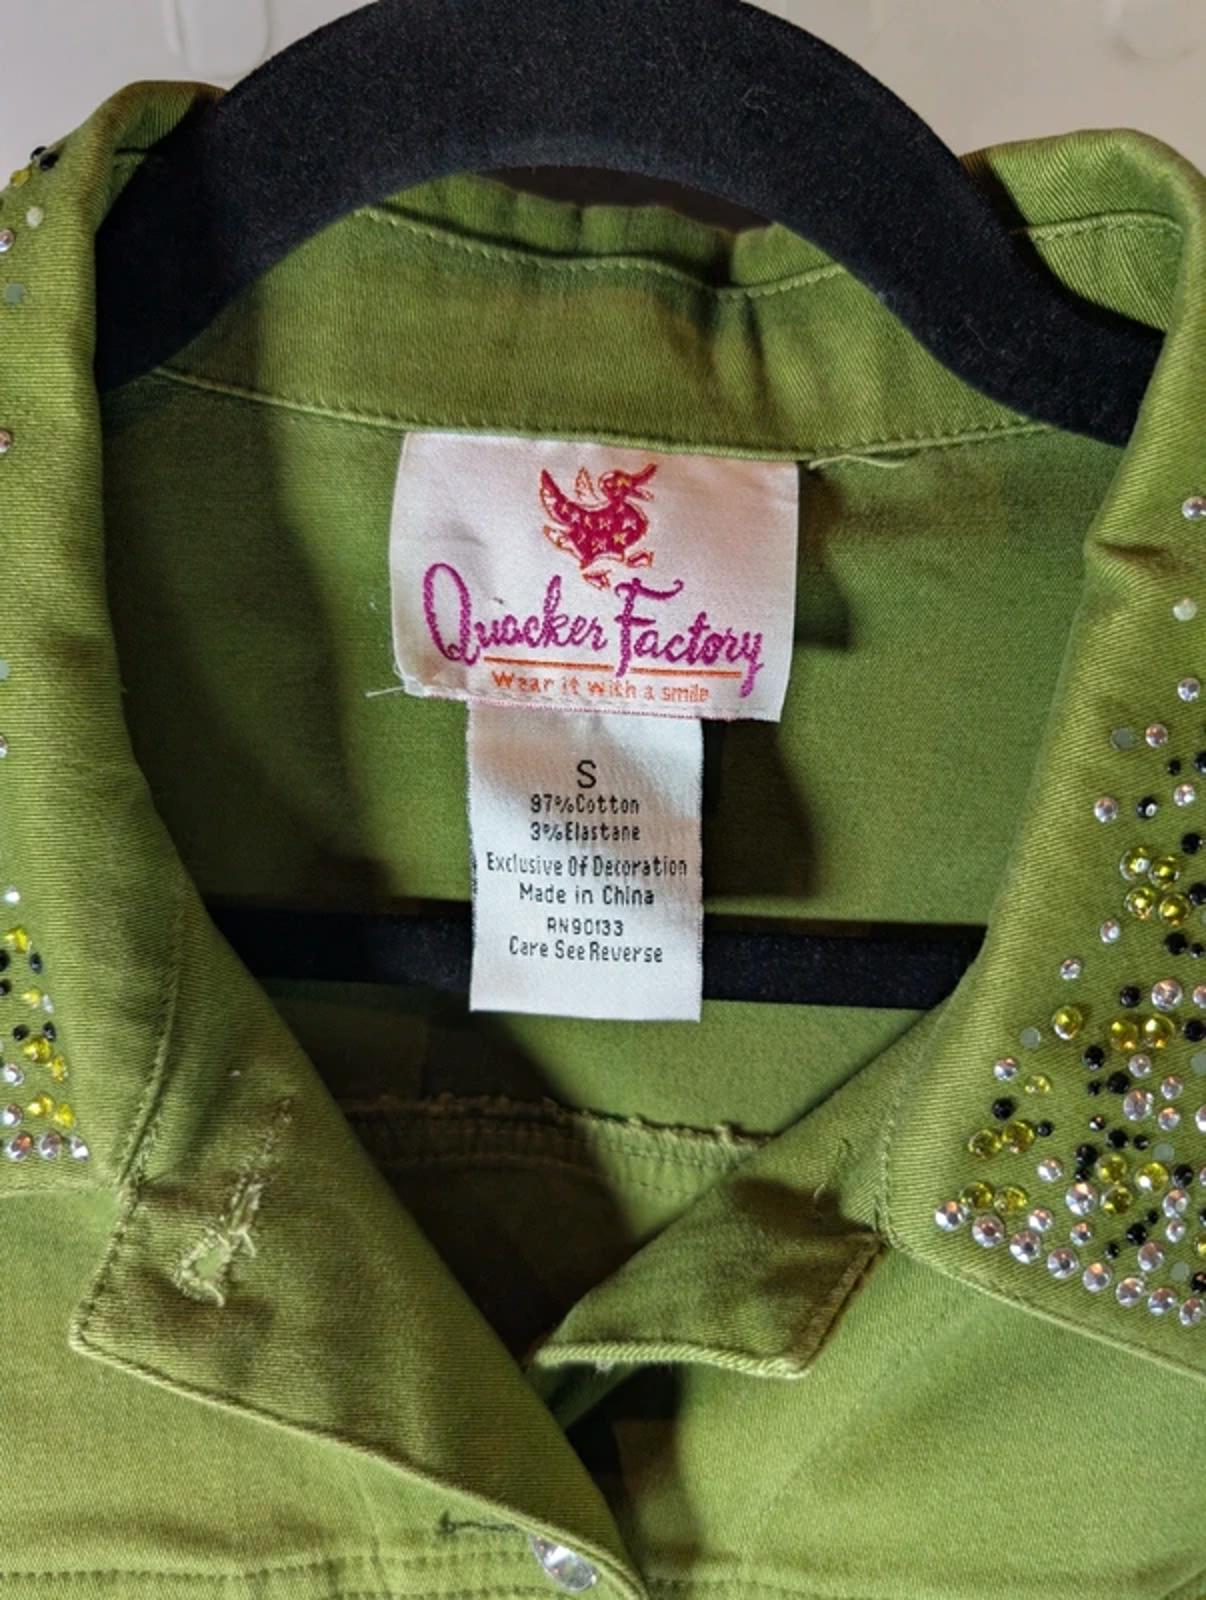 Quacker Factory
Wear it with a smile
S
97%Cotton
3%Elastane
Exclusive Of Decoration
Made in China
RN90133
Care See Reverse